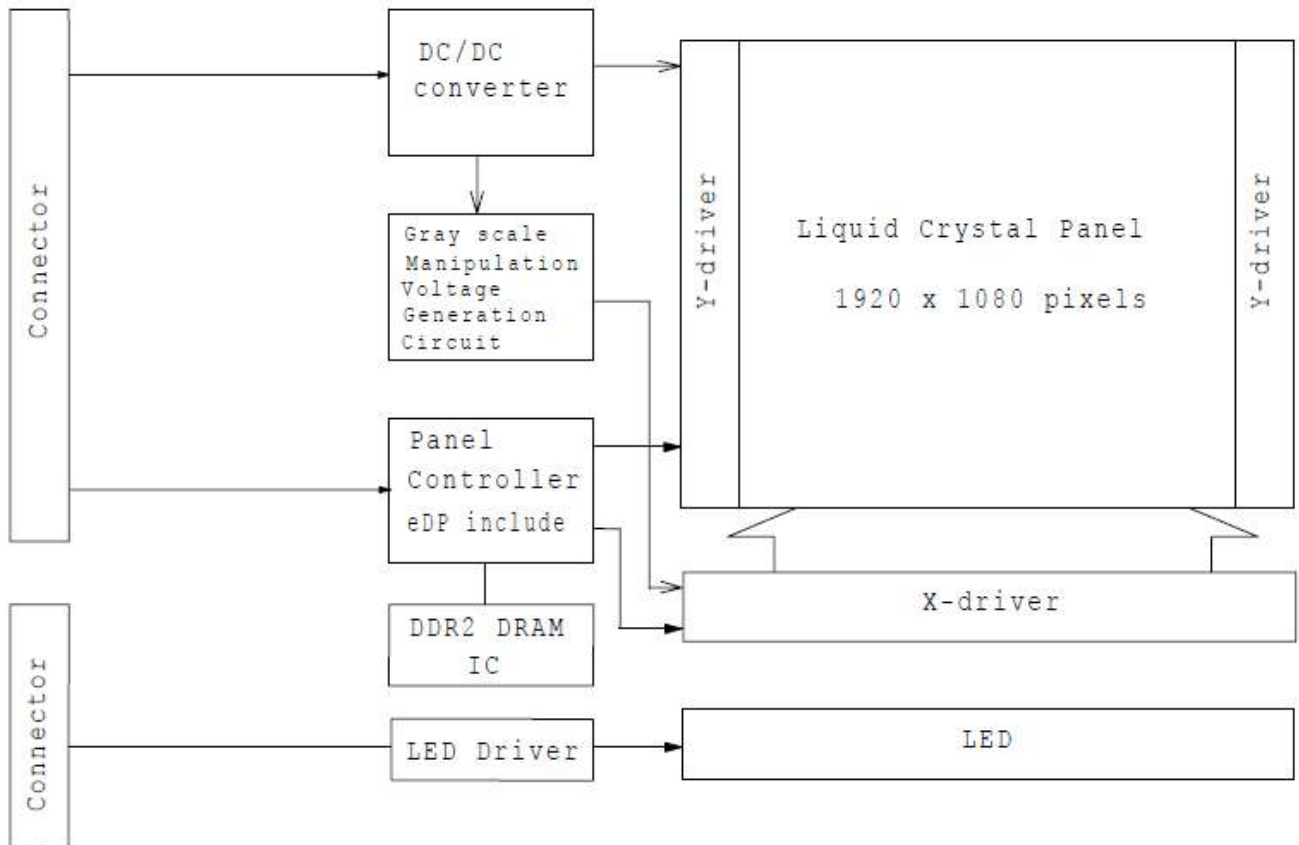 Connector
DC/DC
converter
Gray scale
Manipulation
Voltage
Generation
Circuit
Panel
Controller
eDP include
DDR2 DRAM
IC
Y-driver
Liquid Crystal Panel
1920 x 1080 pixels
Y-driver
X-driver
Connector
LED Driver
LED